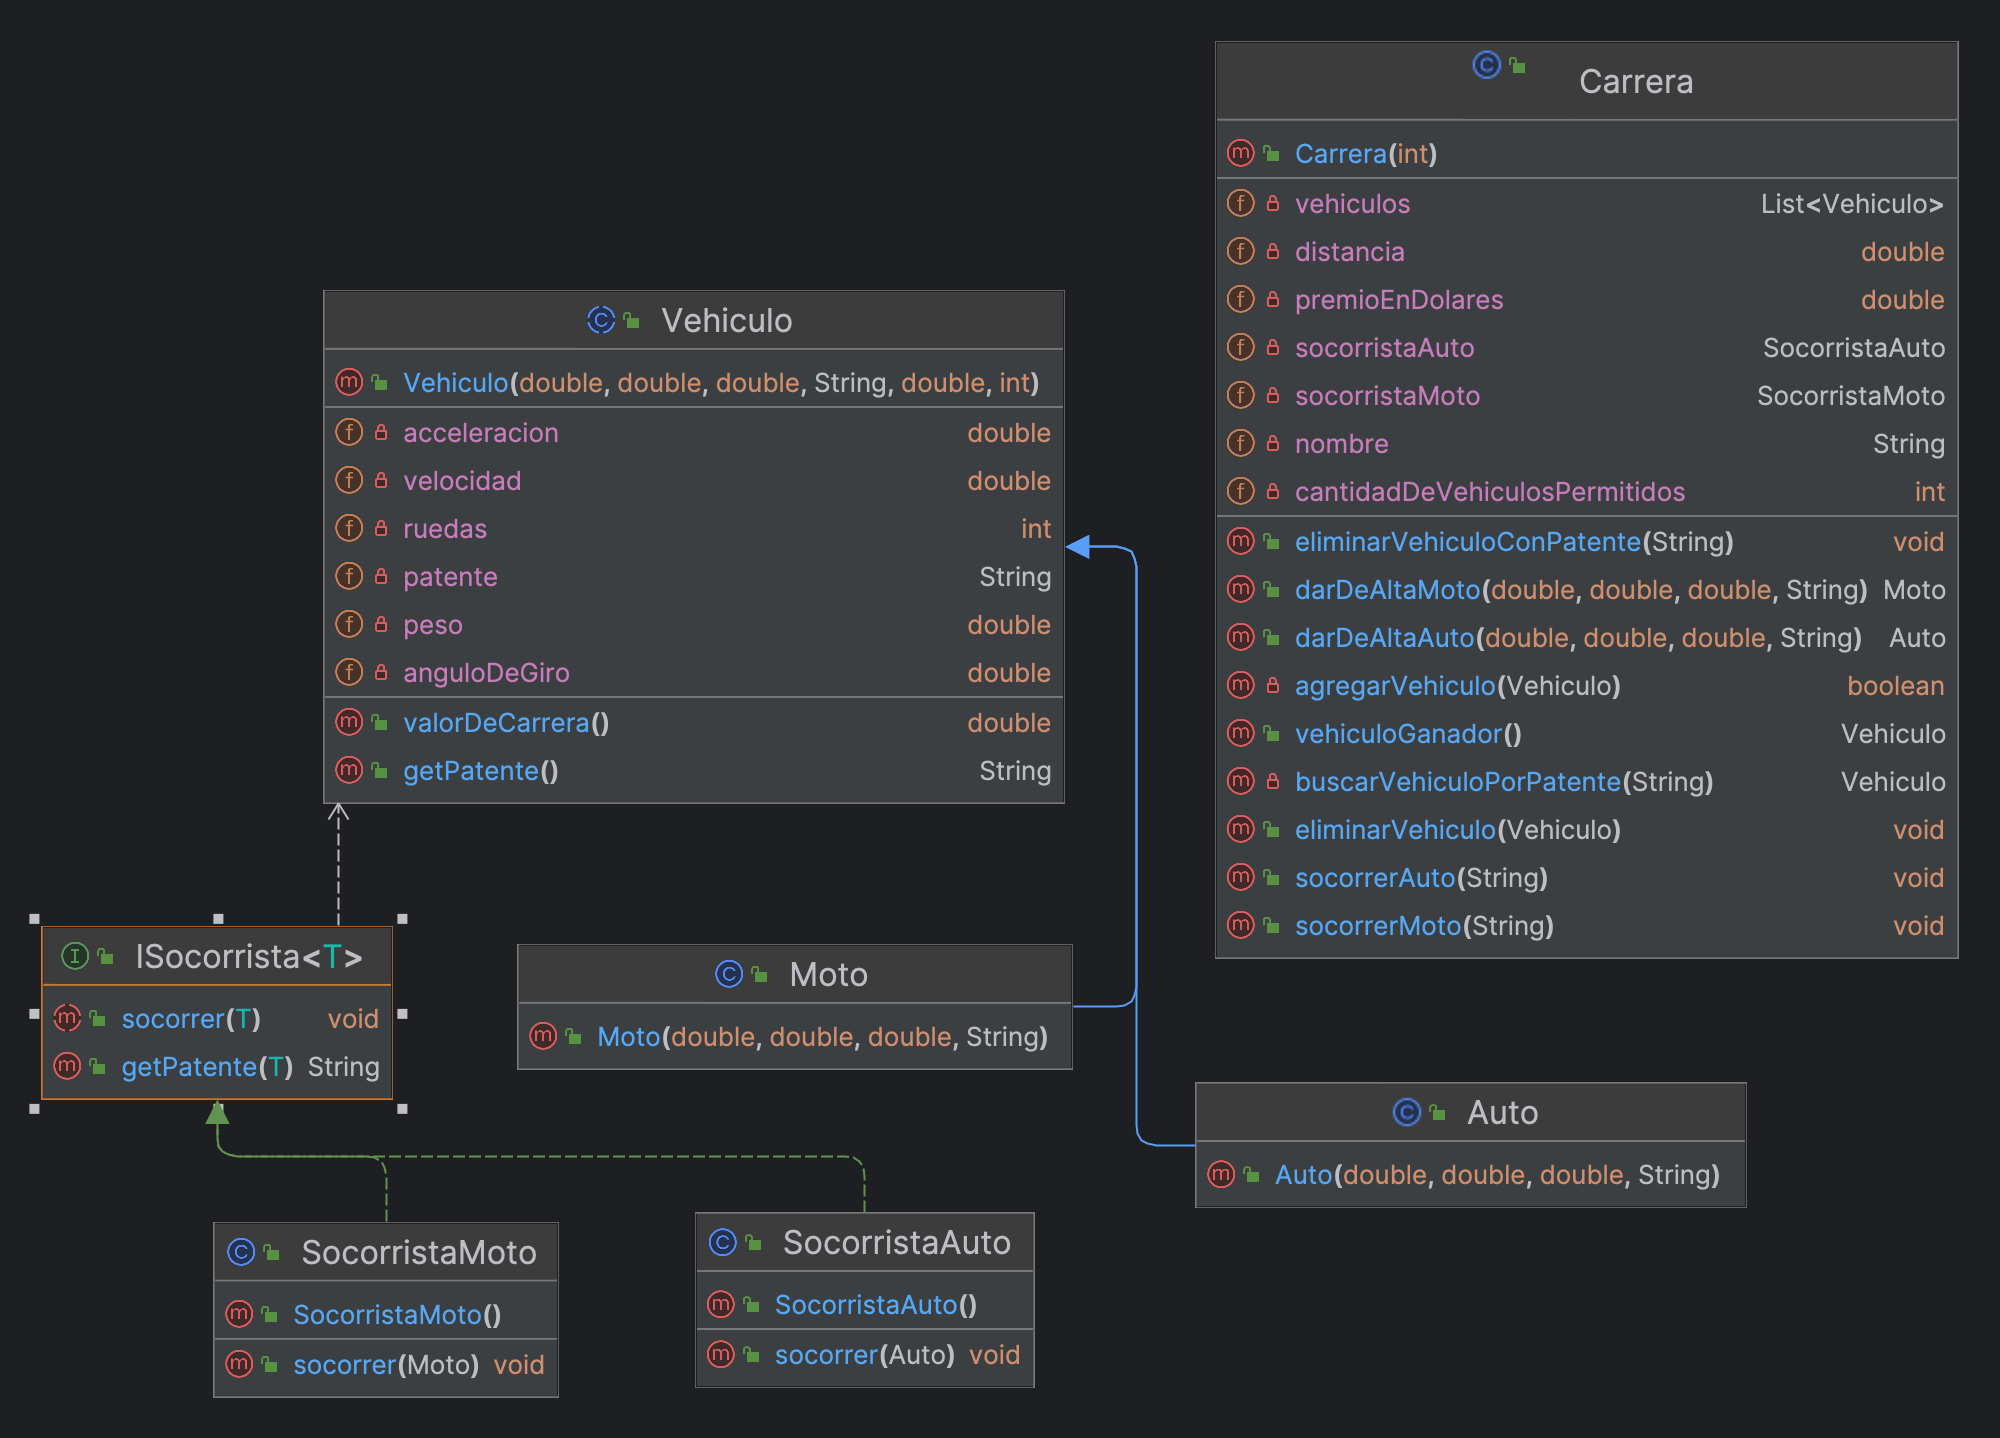 Vehiculo
Vehiculo(double, double, double, String, double, int)
acceleracion double
velocidad double
ruedas int
patente String
peso double
anguloDeGiro double
valorDeCarrera() double
getPatente() String
Carrera
Carrera(int)
vehiculos List<Vehiculo>
distancia double
premioEnDolares double
socorristaAuto SocorristaAuto
socorristaMoto SocorristaMoto
nombre String
cantidadDeVehiculosPermitidos int
eliminarVehiculoConPatente(String) void
darDeAltaMoto(double, double, double, String) Moto
darDeAltaAuto(double, double, double, String) Auto
agregarVehiculo(Vehiculo) boolean
vehiculoGanador() Vehiculo
buscarVehiculoPorPatente(String) Vehiculo
eliminarVehiculo(Vehiculo) void
socorrerAuto(String) void
socorrerMoto(String) void
ISocorrista<T>
socorrer(T) void
getPatente(T) String
Moto
Moto(double, double, double, String)
Auto
Auto(double, double, double, String)
SocorristaMoto
SocorristaMoto()
socorrer(Moto) void
SocorristaAuto
SocorristaAuto()
socorrer(Auto) void